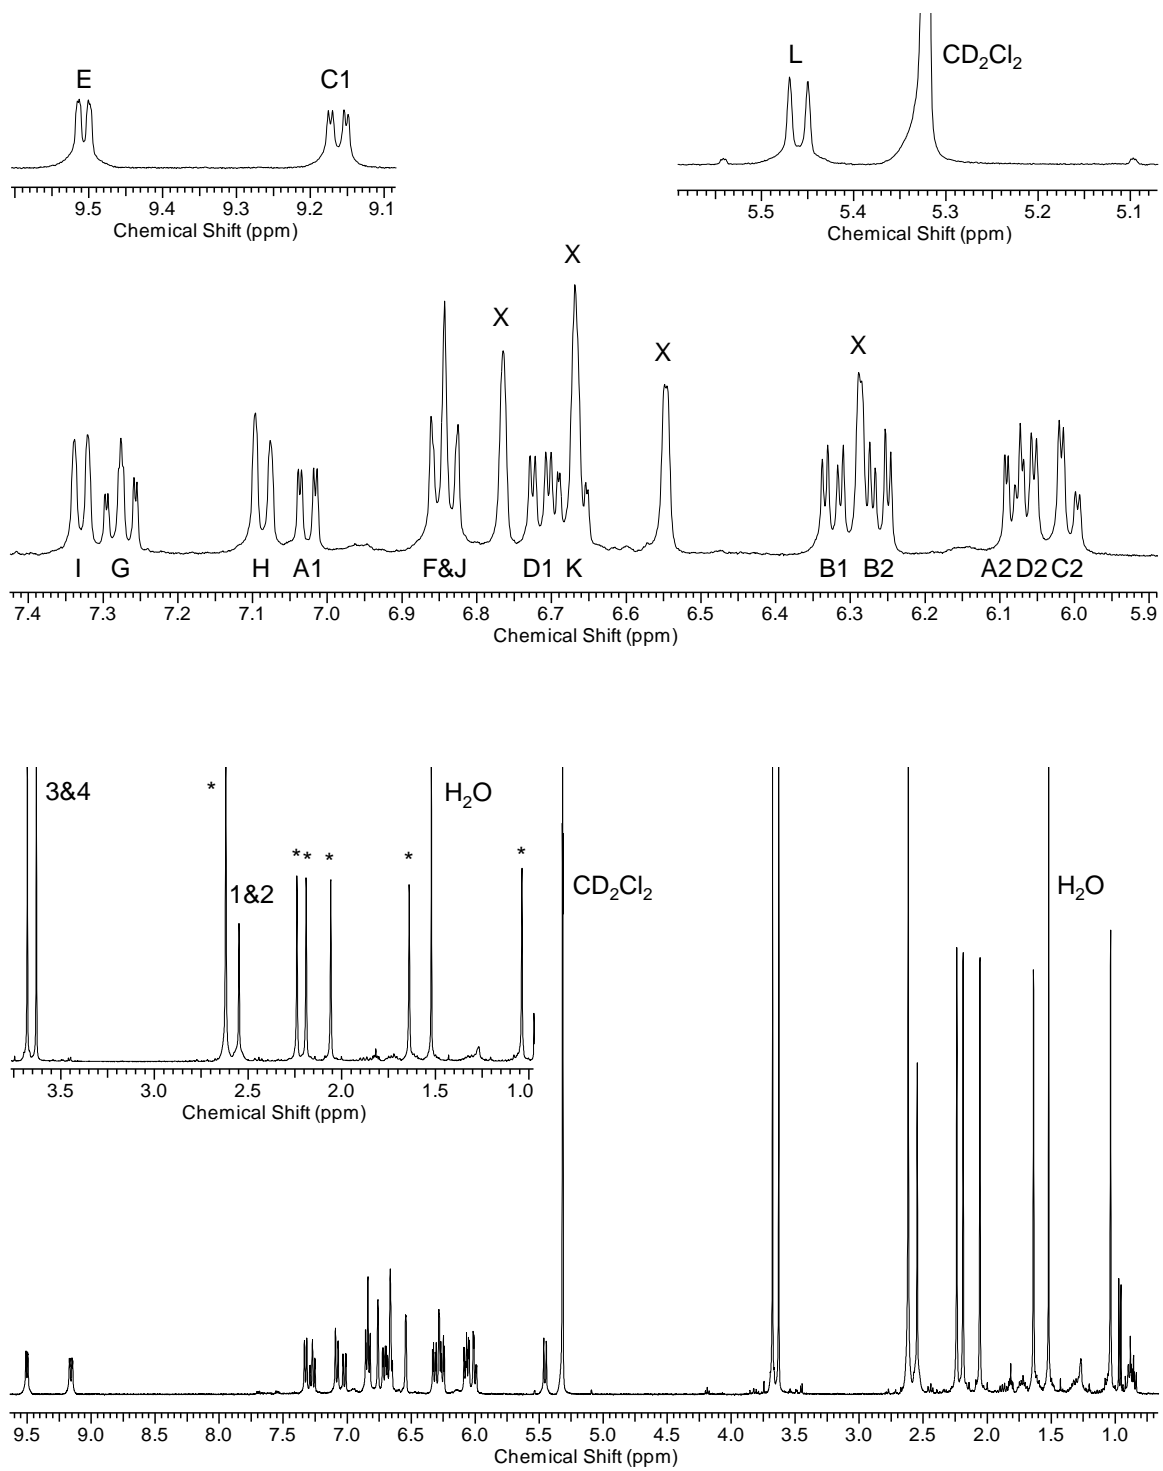 E
C1
L
CD₂Cl₂
9.5 9.4 9.3 9.2 9.1
Chemical Shift (ppm)
5.5 5.4 5.3 5.2 5.1
Chemical Shift (ppm)
X
X
X
X
I G H A1 F&J D1 K B1 B2 A2 D2 C2
7.4 7.3 7.2 7.1 7.0 6.9 6.8 6.7 6.6 6.5 6.4 6.3 6.2 6.1 6.0 5.9
Chemical Shift (ppm)
3&4
*
H₂O
* * *
*
*
1&2
3.5 3.0 2.5 2.0 1.5 1.0
Chemical Shift (ppm)
CD₂Cl₂
H₂O
9.5 9.0 8.5 8.0 7.5 7.0 6.5 6.0 5.5 5.0 4.5 4.0 3.5 3.0 2.5 2.0 1.5 1.0
Chemical Shift (ppm)